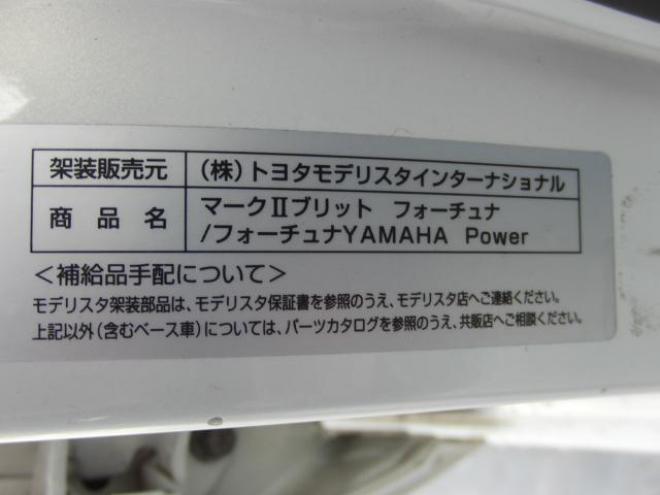 架装販売元 (株)トヨタモデリスタインターナショナル
商品名 マークⅡブリット フォーチュナ
/フォーチュナYAMAHA Power
<補給品手配について>
モデリスタ架装部品は、モデリスタ保証書を参照のうえ、モデリスタ店へご連絡ください。
上記以外(含むベース車)については、パーツカタログを参照のうえ、共販店へご相談ください。